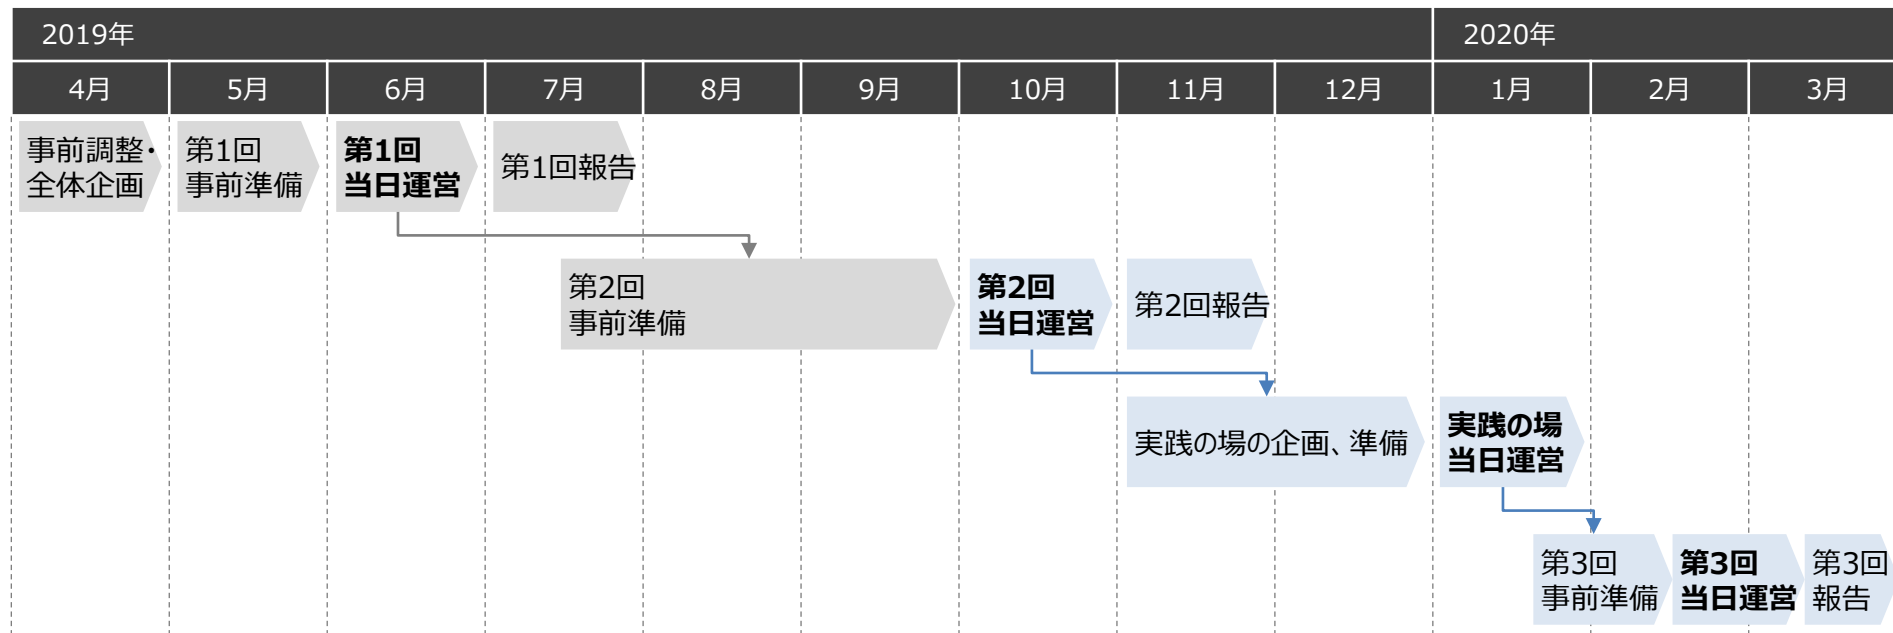 2019年
2020年
4月
5月
6月
7月
8月
9月
10月
11月
12月
1月
2月
3月
事前調整・
全体企画
第1回
事前準備
第1回
当日運営
第1回報告
第2回
事前準備
第2回
当日運営
第2回報告
実践の場の企画、準備
実践の場
当日運営
第3回
事前準備
第3回
当日運営
第3回
報告